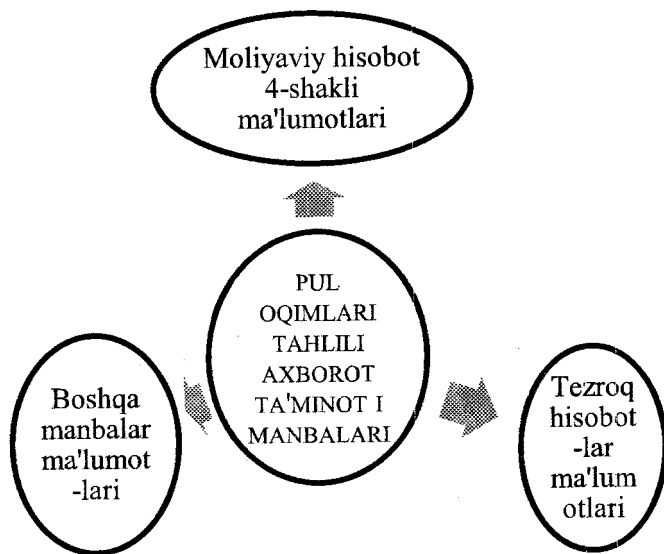 Moliyaviy hisobot
4-shakli
ma'lumotlari
PUL
OQIMLARI
TAHLILI
AXBOROT
TA'MINOT I
MANBALARI
Boshqa
manbalar
ma'lumot
-lari
Tezroq
hisobot
-lar
ma'lum
otlari